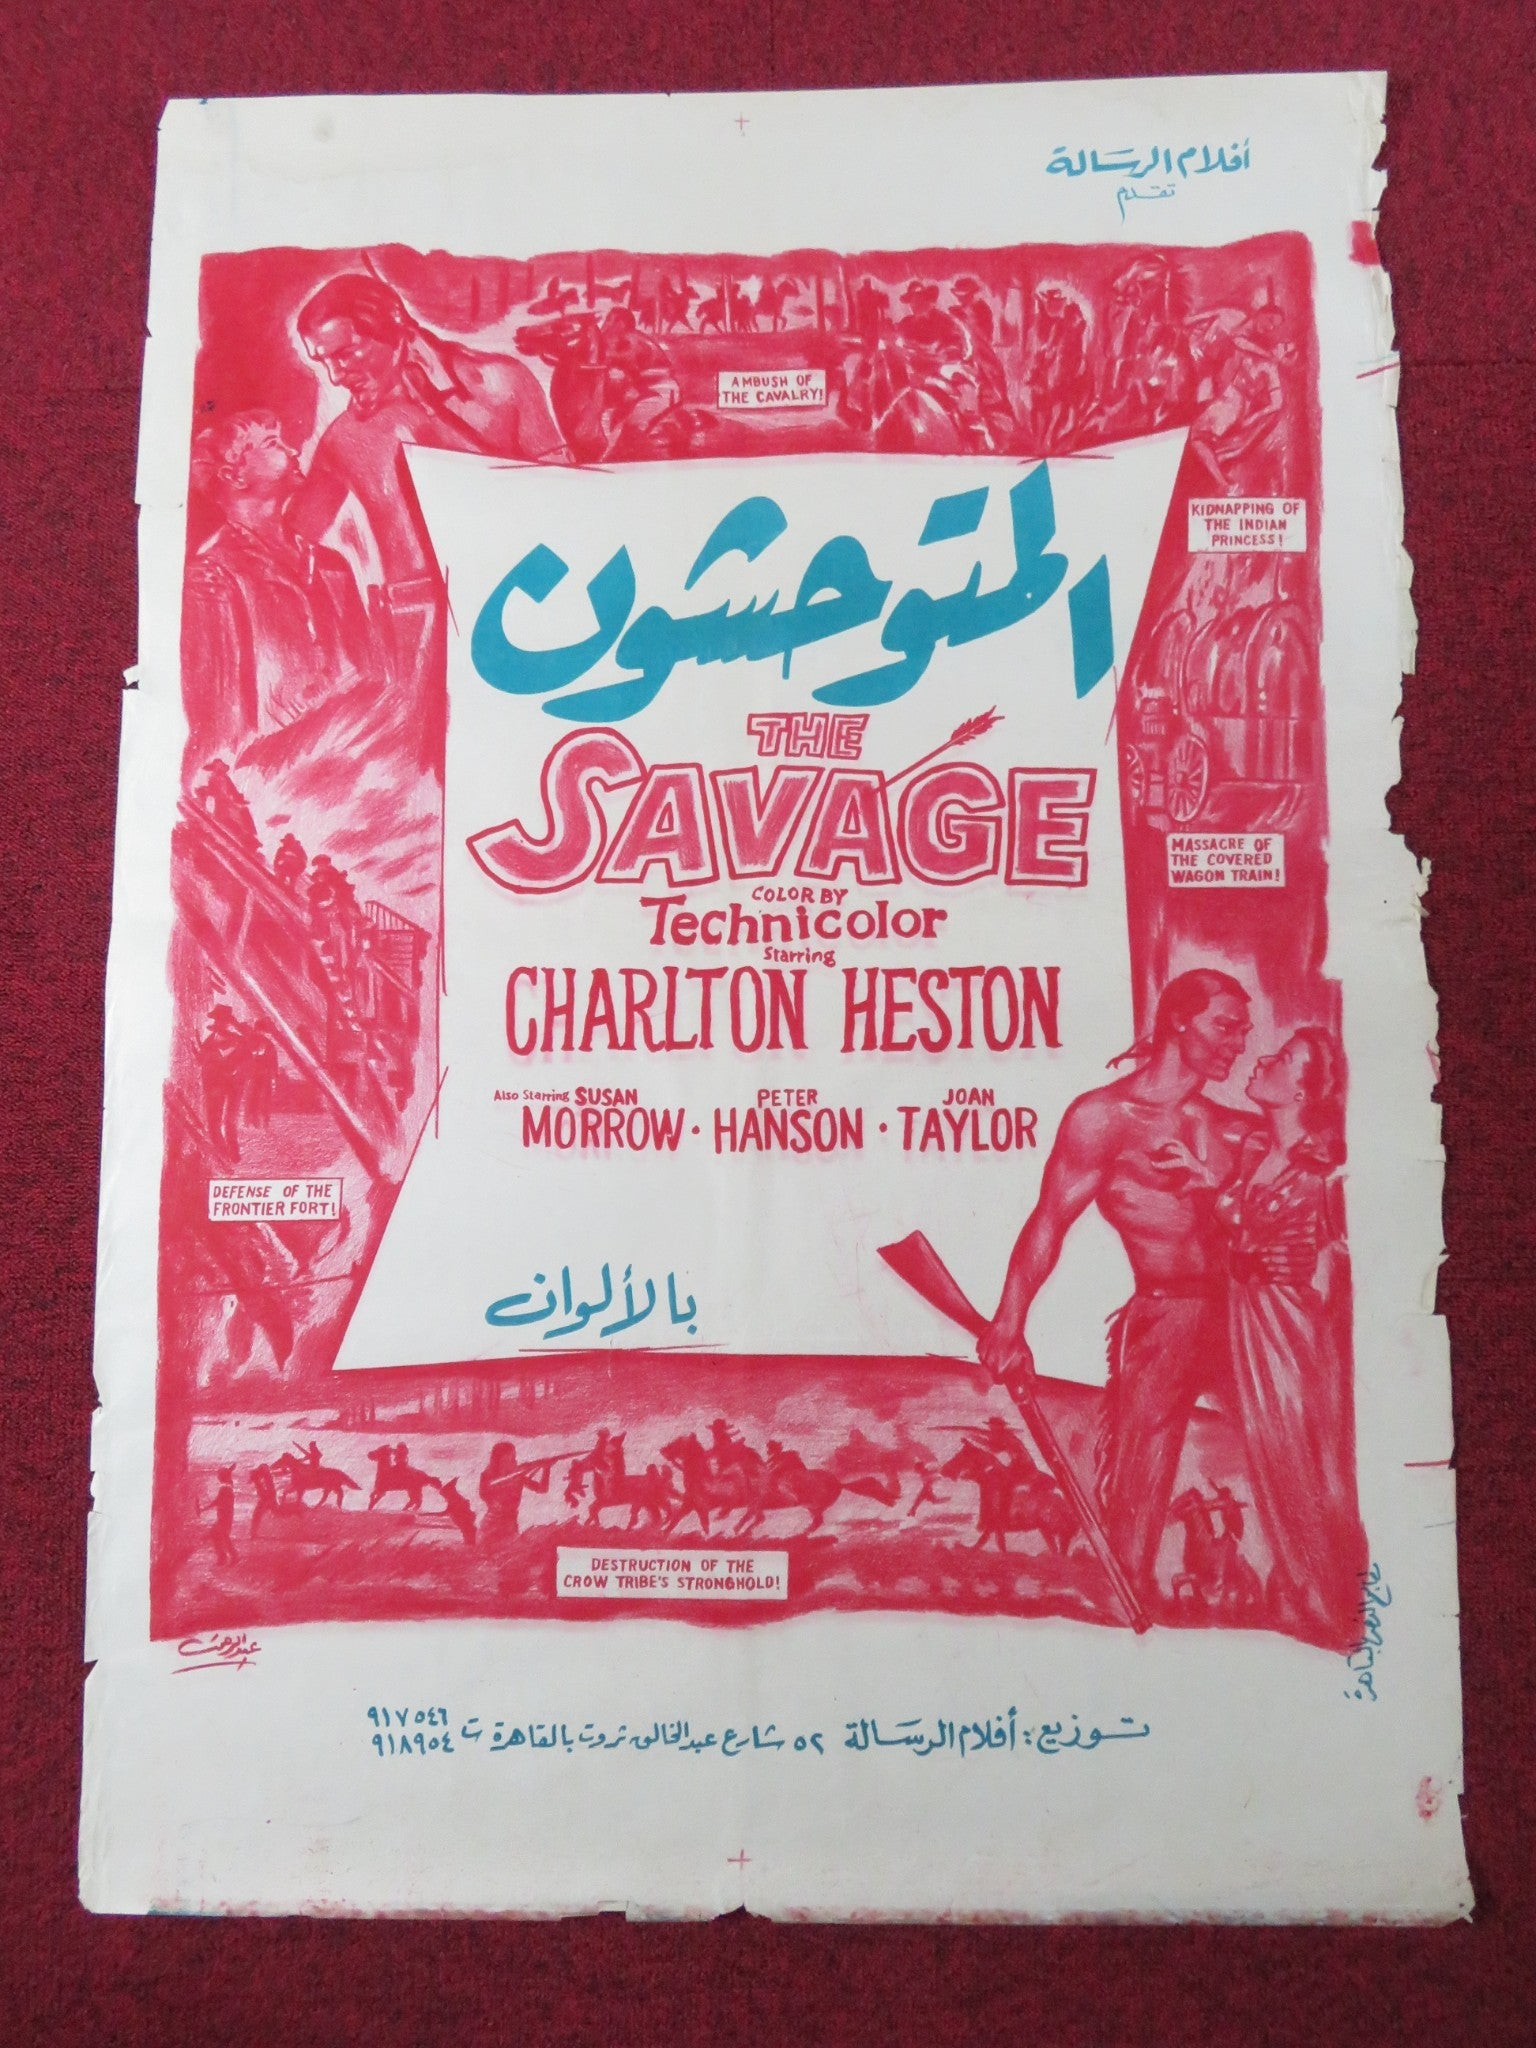 أفلام الرسالة
تقدم
AMBUSH OF
THE CAVALRY!
KIDNAPPING OF
THE INDIAN
PRINCESS!
المتوحشون
THE
SAVAGE
COLOR BY
Technicolor
Starring
CHARLTON HESTON
Also Starring SUSAN MORROW · PETER HANSON · JOAN TAYLOR
MASSACRE OF
THE COVERED
WAGON TRAIN!
DEFENSE OF THE
FRONTIER FORT!
بالألوان
DESTRUCTION OF THE
CROW TRIBE'S STRONGHOLD!
عبدالرحمن
توزيع: أفلام الرسالة ٥٢ شارع عبدالخالق ثروت بالقاهرة ت ٩١٧٥٤٦
٩١٨٩٥٤